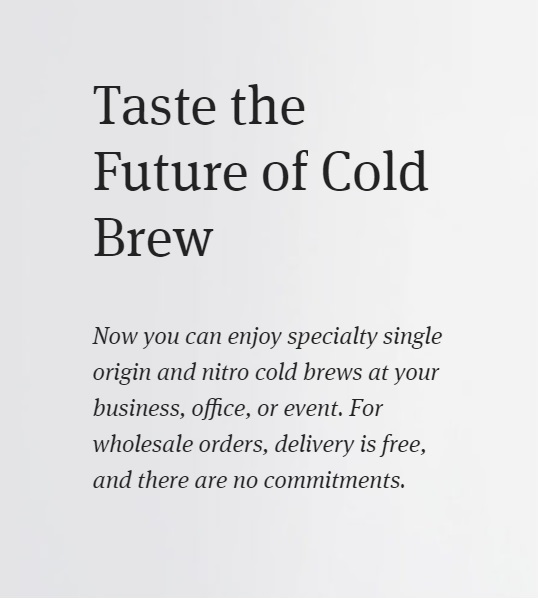 Taste the
Future of Cold
Brew
Now you can enjoy specialty single
origin and nitro cold brews at your
business, office, or event. For
wholesale orders, delivery is free,
and there are no commitments.